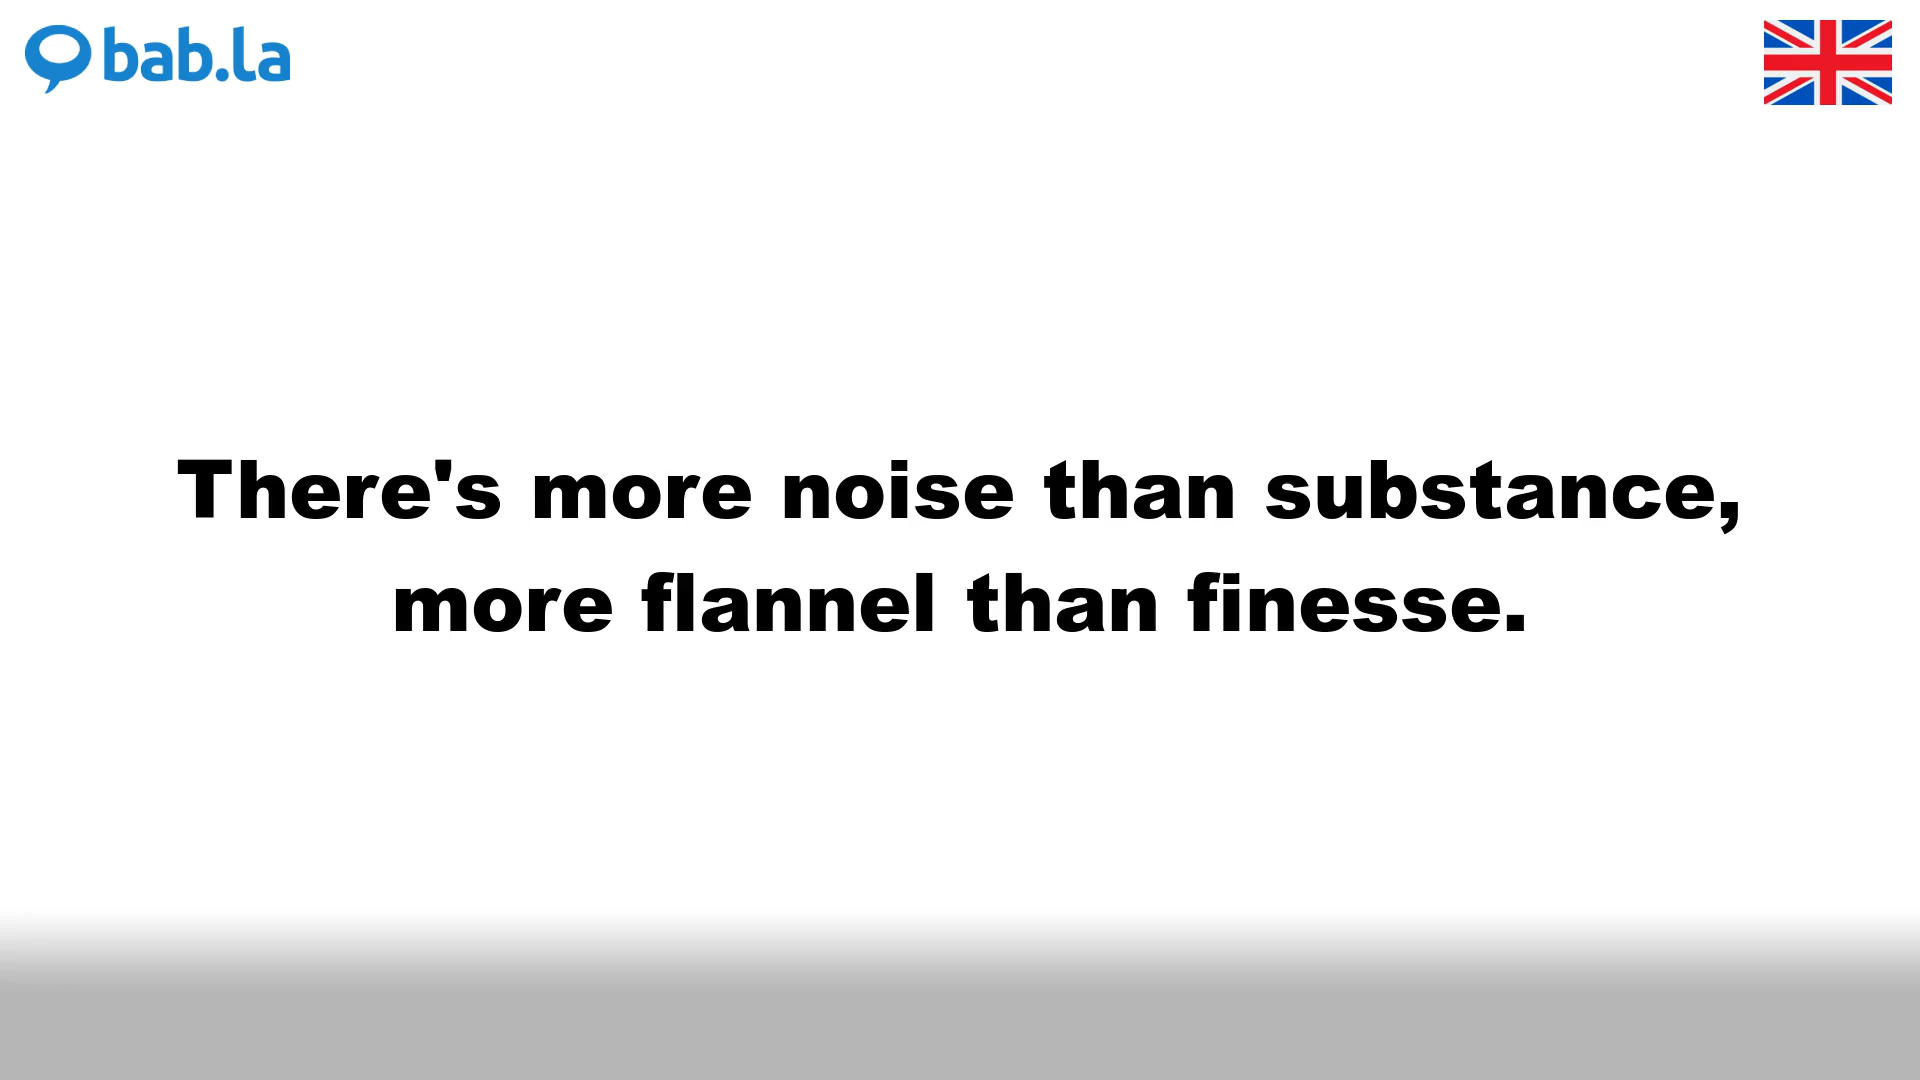 bab.la
There's more noise than substance,
more flannel than finesse.